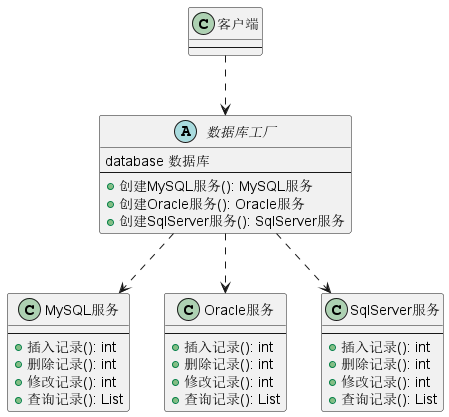 C 客户端
A 数据库工厂
database 数据库
创建MySQL服务(): MySQL服务
创建Oracle服务(): Oracle服务
创建SqlServer服务(): SqlServer服务
C MySQL服务
插入记录(): int
删除记录(): int
修改记录(): int
查询记录(): List
C Oracle服务
插入记录(): int
删除记录(): int
修改记录(): int
查询记录(): List
C SqlServer服务
插入记录(): int
删除记录(): int
修改记录(): int
查询记录(): List